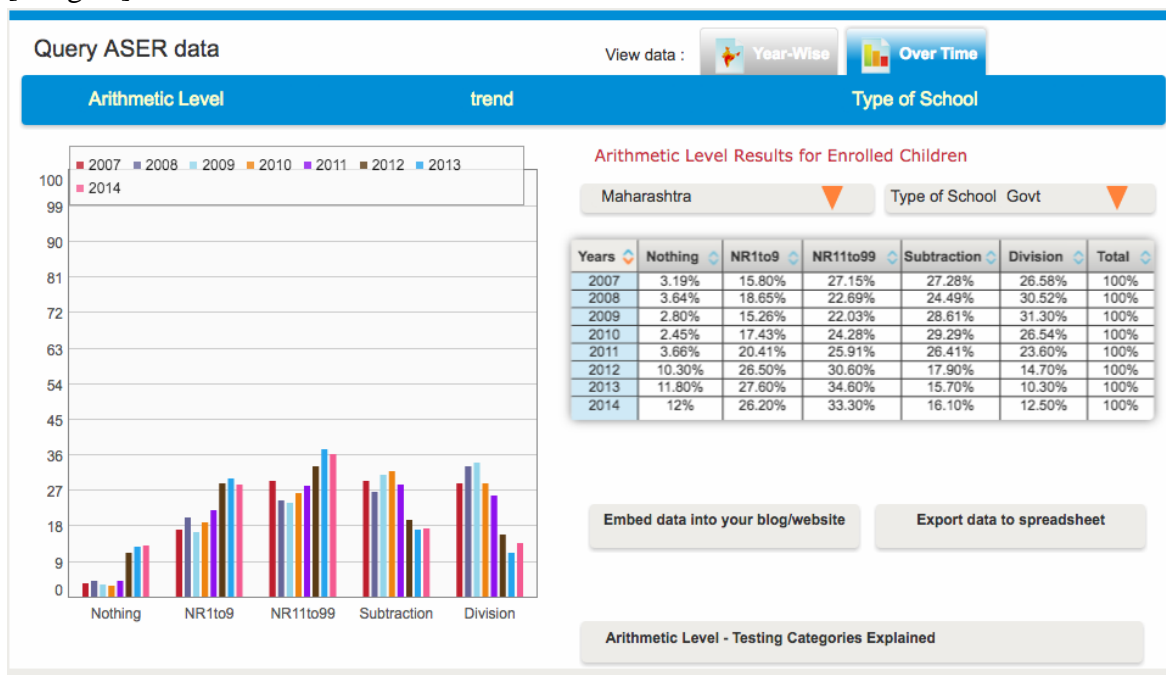 Query ASER data
View data :
Year-Wise
Over Time
Arithmetic Level trend Type of School
2007 2008 2009 2010 2011 2012 2013
2014
100
99
90
81
72
63
54
45
36
27
18
9
0
Nothing NR1to9 NR11to99 Subtraction Division
Arithmetic Level Results for Enrolled Children
Maharashtra
Type of School Govt
Years Nothing NR1to9 NR11to99 Subtraction Division Total
2007 3.19% 15.80% 27.15% 27.28% 26.58% 100%
2008 3.64% 18.65% 22.69% 24.49% 30.52% 100%
2009 2.80% 15.26% 22.03% 28.61% 31.30% 100%
2010 2.45% 17.43% 24.28% 29.29% 26.54% 100%
2011 3.66% 20.41% 25.91% 26.41% 23.60% 100%
2012 10.30% 26.50% 30.60% 17.90% 14.70% 100%
2013 11.80% 27.60% 34.60% 15.70% 10.30% 100%
2014 12% 26.20% 33.30% 16.10% 12.50% 100%
Embed data into your blog/website
Export data to spreadsheet
Arithmetic Level - Testing Categories Explained